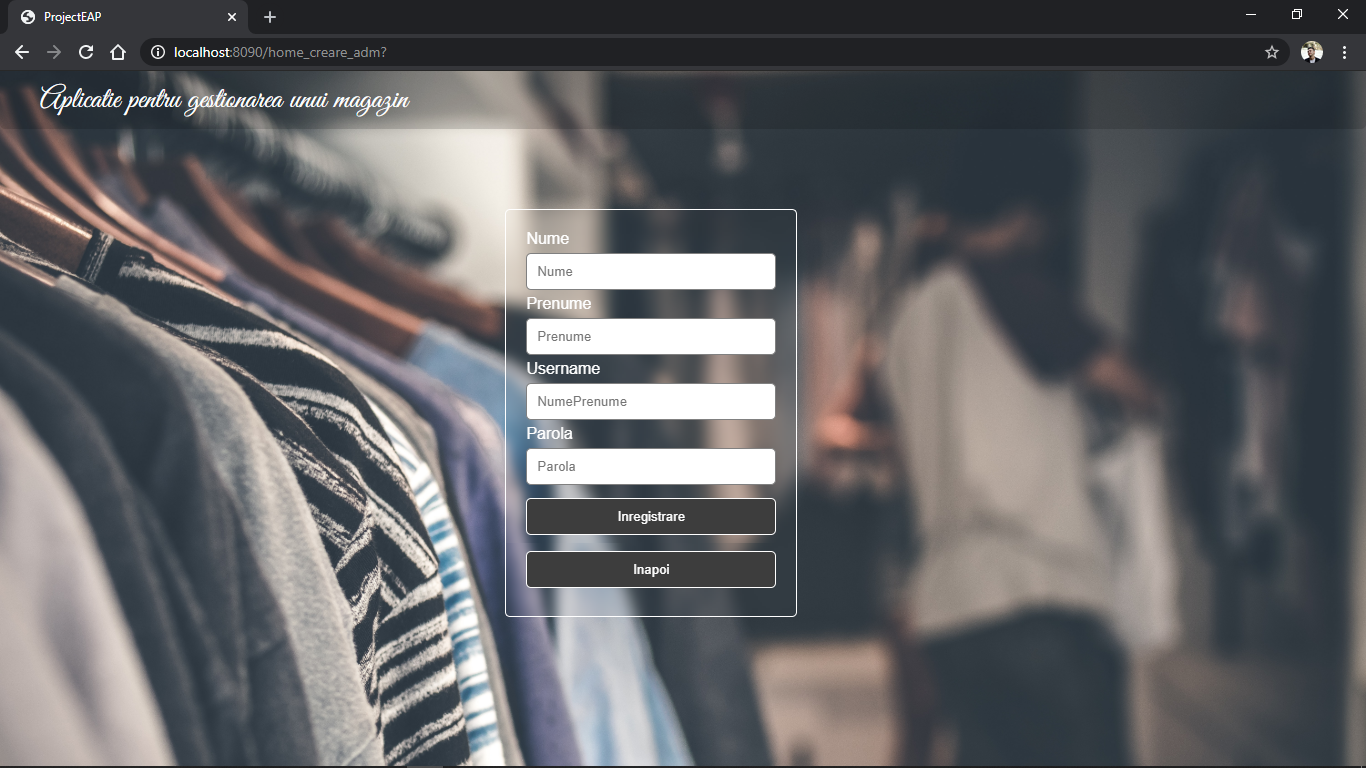 ProjectEAP
localhost:8090/home_creare_adm?
Aplicatie pentru gestionarea unui magazin
Nume
Nume
Prenume
Prenume
Username
NumePrenume
Parola
Parola
Inregistrare
Inapoi